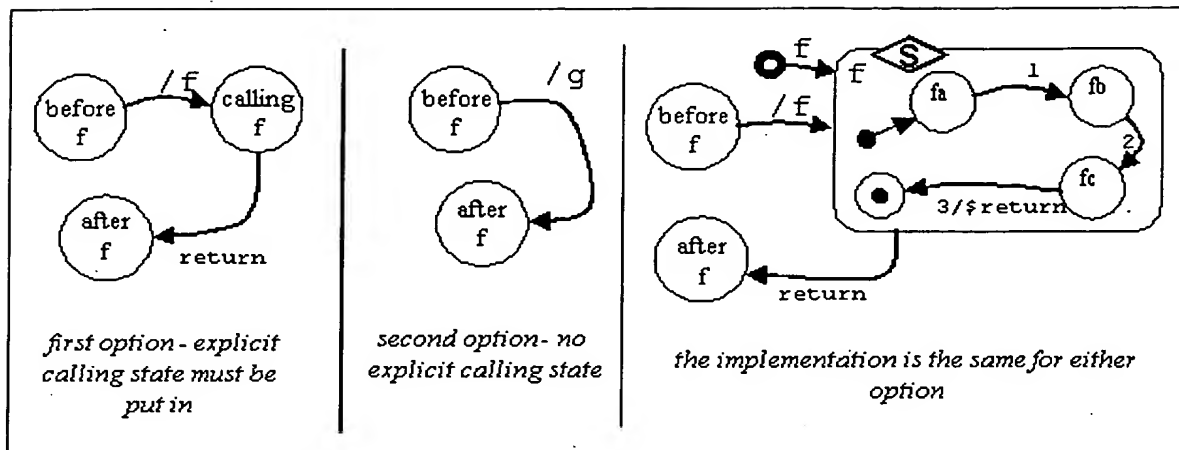 before
f
/f
calling
f
after
f
return
first option - explicit
calling state must be
put in
before
f
/g
after
f
second option- no
explicit calling state
f
before
f
/f
f
S
fa
1
fb
2
fc
3/$return
after
f
return
the implementation is the same for either
option